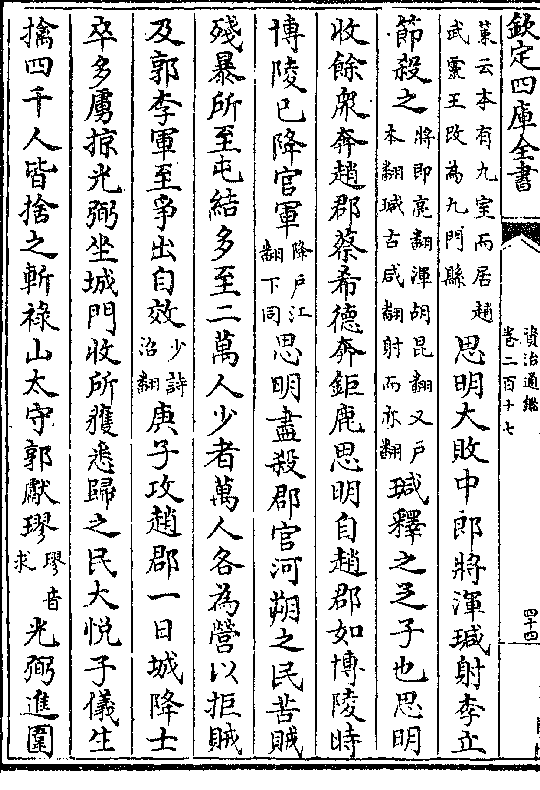 欽定四庫全書
資治通鑑
卷二百十七
四十四
策云本有九室而居趙
武靈王改為九門縣
思明大敗中郎將渾瑊射李立
節殺之
將即亮翻渾胡昆翻又户
本翻瑊古咸翻射而亦翻
瑊釋之之子也思明
收餘衆奔趙郡蔡希德奔鉅鹿思明自趙郡如博陵時
博陵已降官軍
降户江
翻下同
思明盡殺郡官河朔之民苦賊
殘暴所至屯結多至二萬人少者萬人各為營以拒賊
及郭李軍至爭出自效
少詩
沼翻
庚子攻趙郡一日城降士
卒多虜掠光弼坐城門收所獲悉歸之民大悅子儀生
擒四千人皆捨之斬祿山太守郭獻璆
璆音
求
光弼進圍